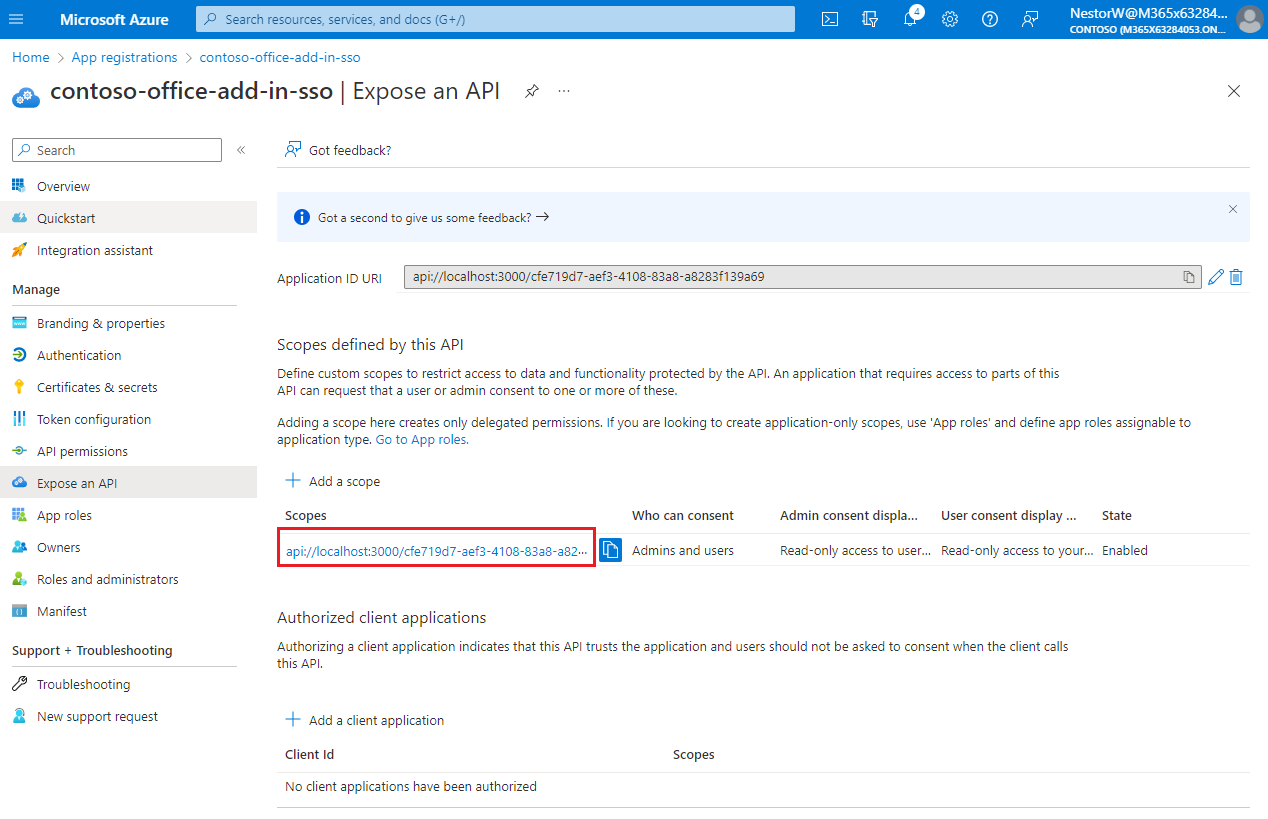 Microsoft Azure
Search resources, services, and docs (G+/)
4
NestorW@M365x63284...
CONTOSO (M365X63284053.ON...
Home > App registrations > contoso-office-add-in-sso
contoso-office-add-in-sso | Expose an API
Search
Got feedback?
Overview
Quickstart
Integration assistant
Manage
Branding & properties
Authentication
Certificates & secrets
Token configuration
API permissions
Expose an API
App roles
Owners
Roles and administrators
Manifest
Support + Troubleshooting
Troubleshooting
New support request
Got a second to give us some feedback?
Application ID URI
api://localhost:3000/cfe719d7-aef3-4108-83a8-a8283f139a69
Scopes defined by this API
Define custom scopes to restrict access to data and functionality protected by the API. An application that requires access to parts of this
API can request that a user or admin consent to one or more of these.
Adding a scope here creates only delegated permissions. If you are looking to create application-only scopes, use 'App roles' and define app roles assignable to
application type. Go to App roles.
Add a scope
Scopes Who can consent Admin consent displa... User consent display ... State
api://localhost:3000/cfe719d7-aef3-4108-83a8-a82... Admins and users Read-only access to user... Read-only access to your... Enabled
Authorized client applications
Authorizing a client application indicates that this API trusts the application and users should not be asked to consent when the client calls
this API.
Add a client application
Client Id Scopes
No client applications have been authorized